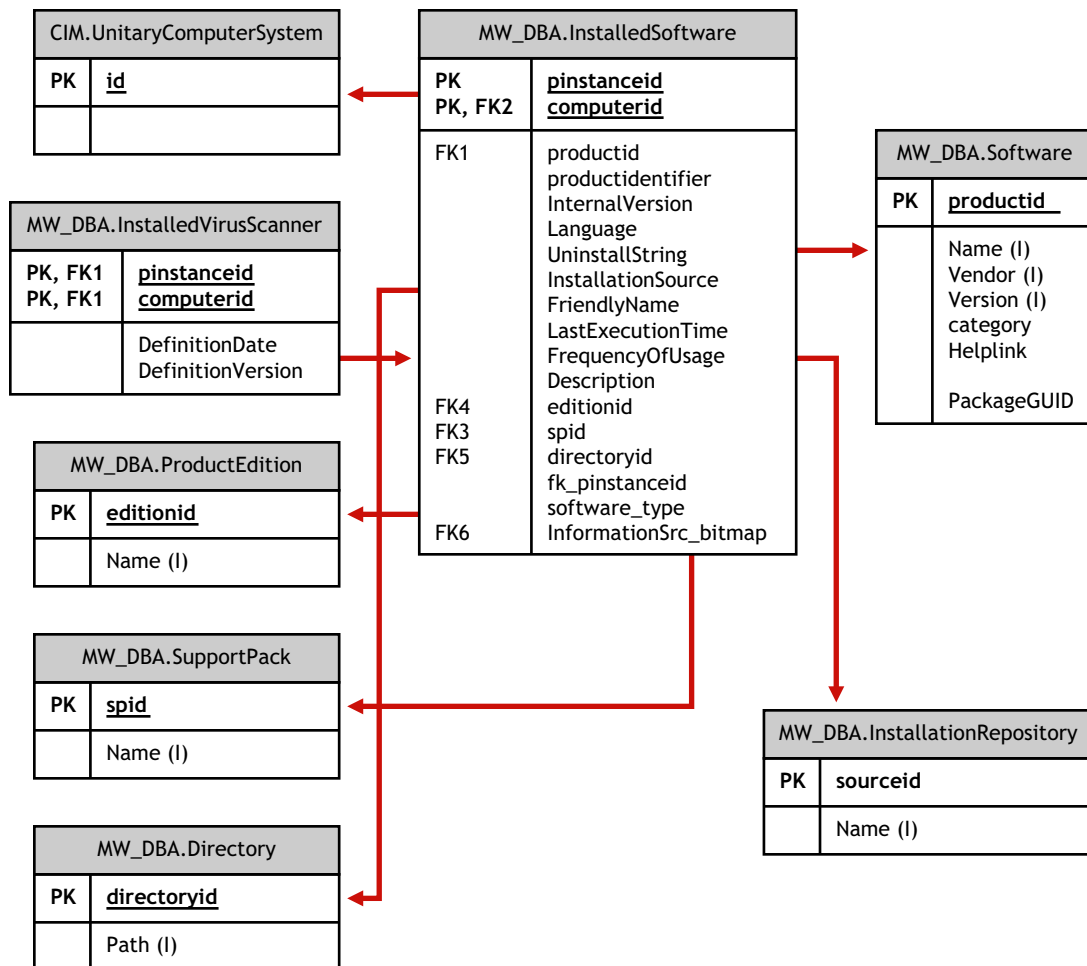 CIM.UnitaryComputerSystem
PK id
MW_DBA.InstalledVirusScanner
PK, FK1 pinstanceid
PK, FK1 computerid
DefinitionDate
DefinitionVersion
MW_DBA.ProductEdition
PK editionid
Name (I)
MW_DBA.SupportPack
PK spid
Name (I)
MW_DBA.Directory
PK directoryid
Path (I)
MW_DBA.InstalledSoftware
PK pinstanceid
PK, FK2 computerid
FK1 productid
productidentifier
InternalVersion
Language
UninstallString
InstallationSource
FriendlyName
LastExecutionTime
FrequencyOfUsage
Description
FK4 editionid
FK3 spid
FK5 directoryid
fk_pinstanceid
software_type
FK6 InformationSrc_bitmap
MW_DBA.Software
PK productid
Name (I)
Vendor (I)
Version (I)
category
Helplink
PackageGUID
MW_DBA.InstallationRepository
PK sourceid
Name (I)